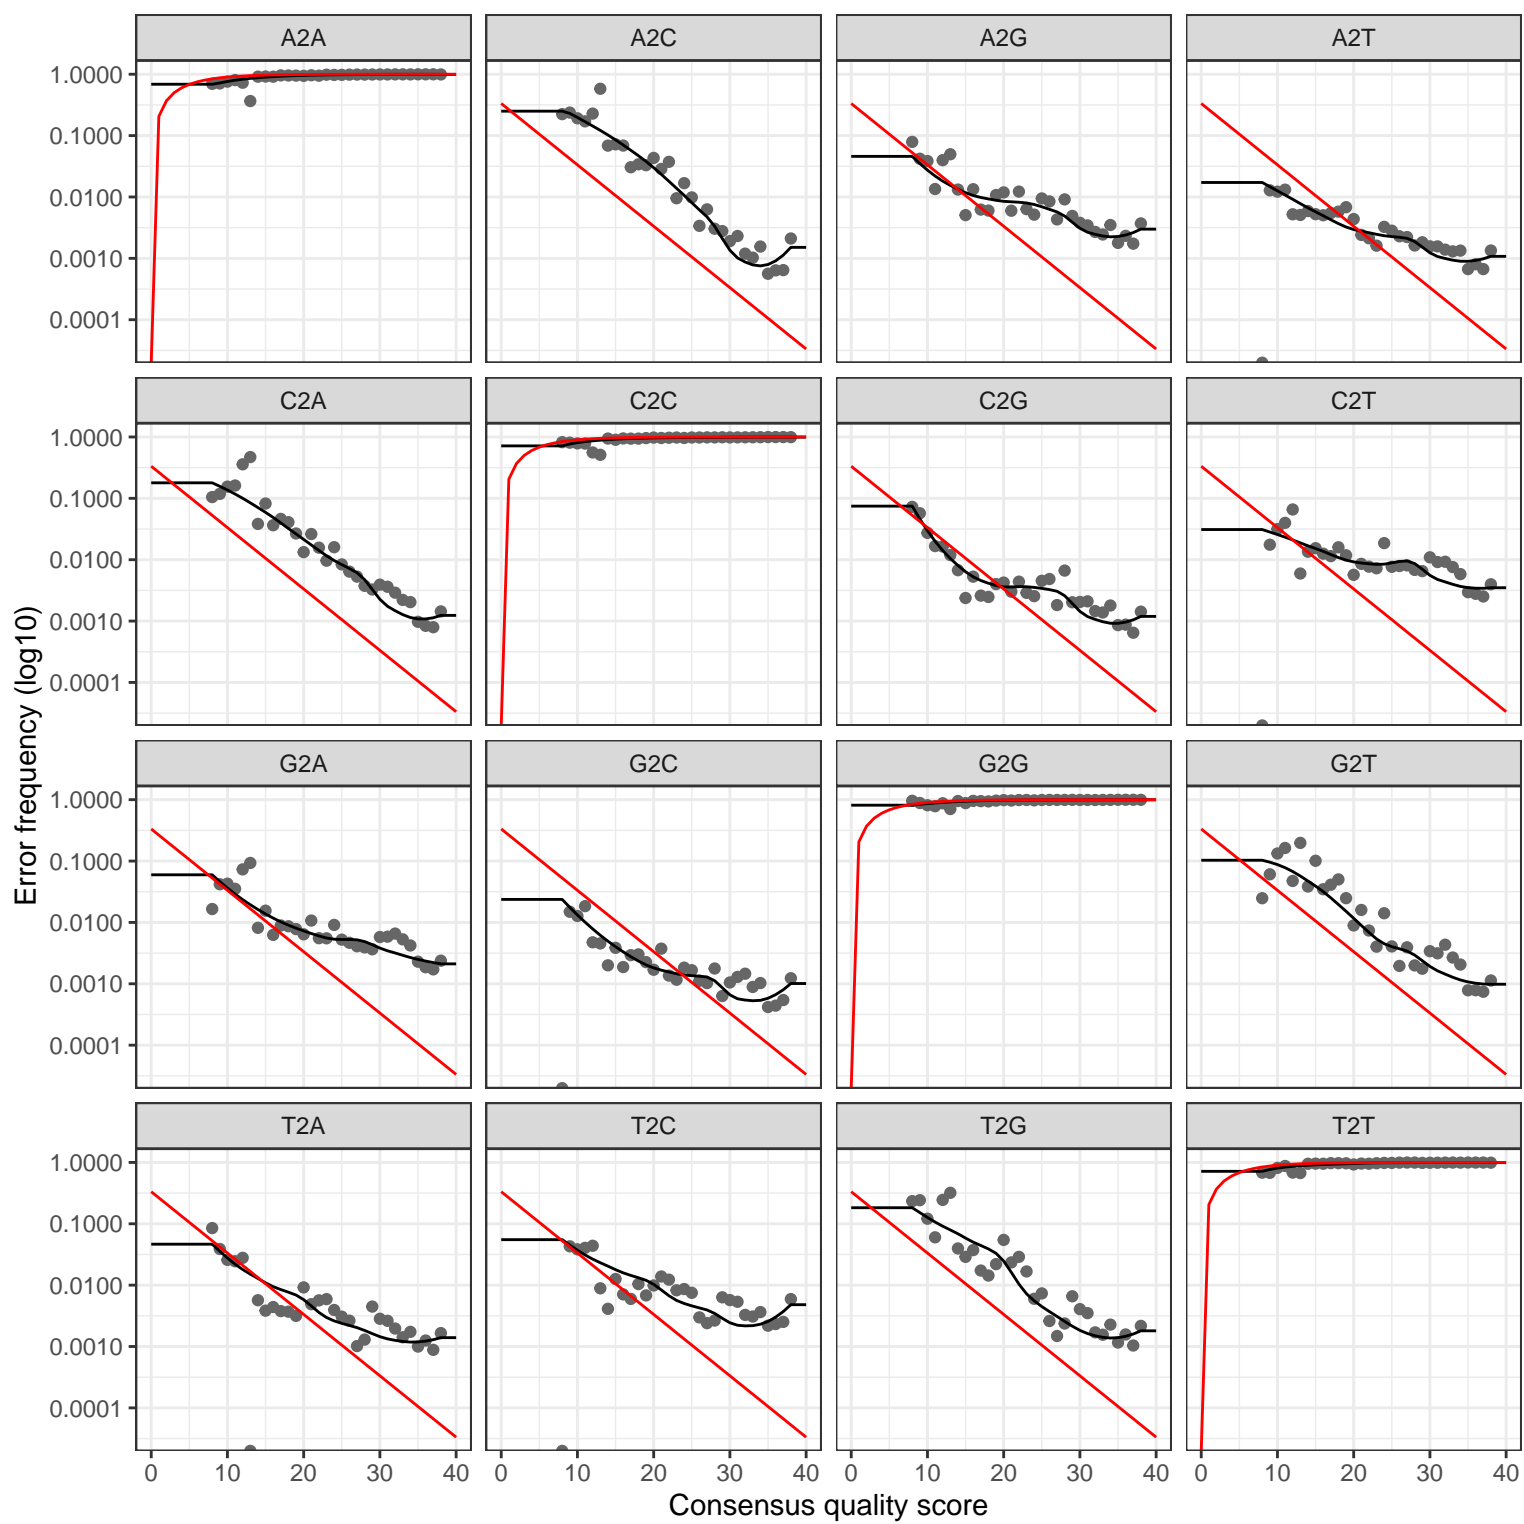 A2A A2C A2G A2T
1.0000
0.1000
0.0100
0.0010
0.0001
C2A C2C C2G C2T
1.0000
0.1000
0.0100
0.0010
0.0001
Error frequency (log10)
G2A G2C G2G G2T
1.0000
0.1000
0.0100
0.0010
0.0001
T2A T2C T2G T2T
1.0000
0.1000
0.0100
0.0010
0.0001
0 10 20 30 40 0 10 20 30 40 0 10 20 30 40 0 10 20 30 40
Consensus quality score